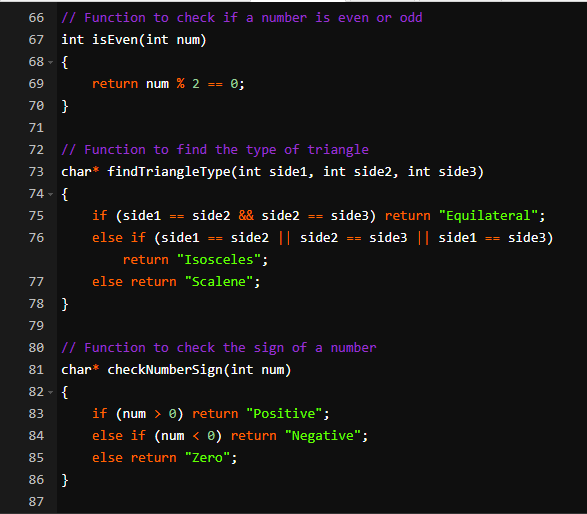 66 // Function to check if a number is even or odd
67 int isEven(int num)
68 {
69     return num % 2 == 0;
70 }
71
72 // Function to find the type of triangle
73 char* findTriangleType(int side1, int side2, int side3)
74 {
75     if (side1 == side2 && side2 == side3) return "Equilateral";
76     else if (side1 == side2 || side2 == side3 || side1 == side3)
        return "Isosceles";
77     else return "Scalene";
78 }
79
80 // Function to check the sign of a number
81 char* checkNumberSign(int num)
82 {
83     if (num > 0) return "Positive";
84     else if (num < 0) return "Negative";
85     else return "Zero";
86 }
87